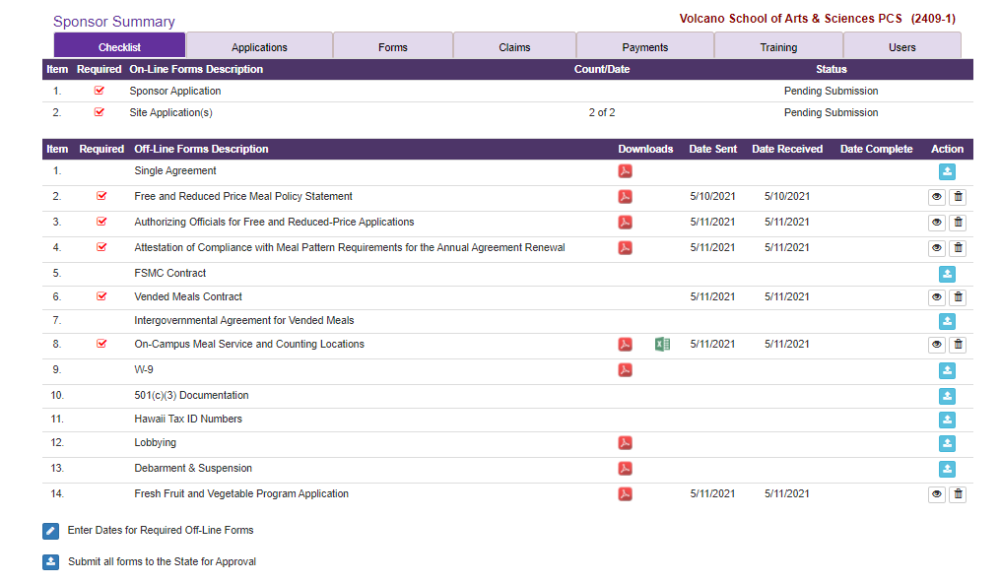 Sponsor Summary
Volcano School of Arts & Sciences PCS (2409-1)
Checklist Applications Forms Claims Payments Training Users
Item Required On-Line Forms Description Count/Date Status
1. Sponsor Application Pending Submission
2. Site Application(s) 2 of 2 Pending Submission
Item Required Off-Line Forms Description Downloads Date Sent Date Received Date Complete Action
1. Single Agreement
2. Free and Reduced Price Meal Policy Statement 5/10/2021 5/10/2021
3. Authorizing Officials for Free and Reduced-Price Applications 5/11/2021 5/11/2021
4. Attestation of Compliance with Meal Pattern Requirements for the Annual Agreement Renewal 5/11/2021 5/11/2021
5. FSMC Contract
6. Vended Meals Contract 5/11/2021 5/11/2021
7. Intergovernmental Agreement for Vended Meals
8. On-Campus Meal Service and Counting Locations 5/11/2021 5/11/2021
9. W-9
10. 501(c)(3) Documentation
11. Hawaii Tax ID Numbers
12. Lobbying
13. Debarment & Suspension
14. Fresh Fruit and Vegetable Program Application 5/11/2021 5/11/2021
Enter Dates for Required Off-Line Forms
Submit all forms to the State for Approval